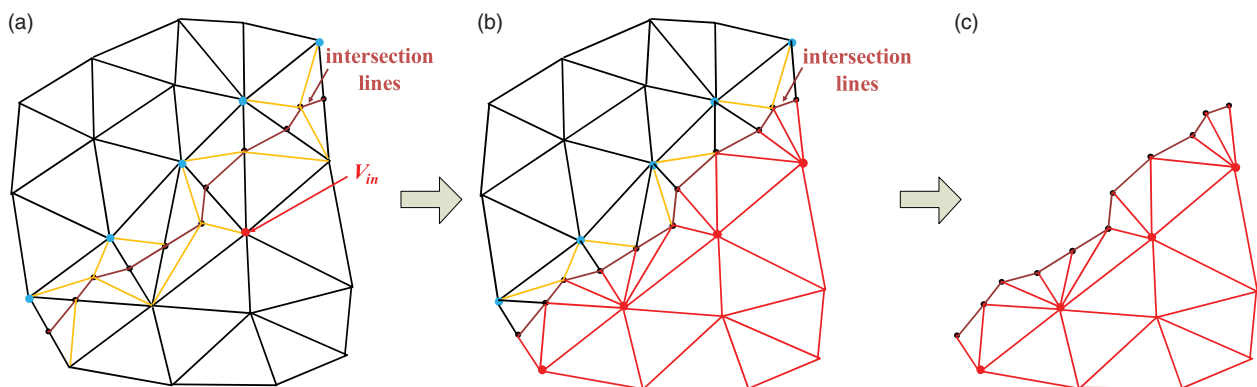 (a)
intersection
lines
V_in
(b)
intersection
lines
(c)